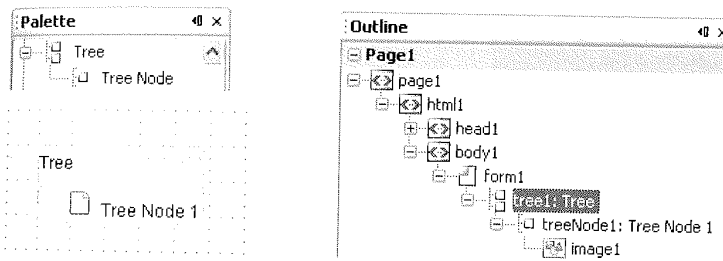 Palette
Tree
Tree Node
Tree
Tree Node 1
Outline
Page1
page1
html1
head1
body1
form1
tree1: Tree
treeNode1: Tree Node 1
image1